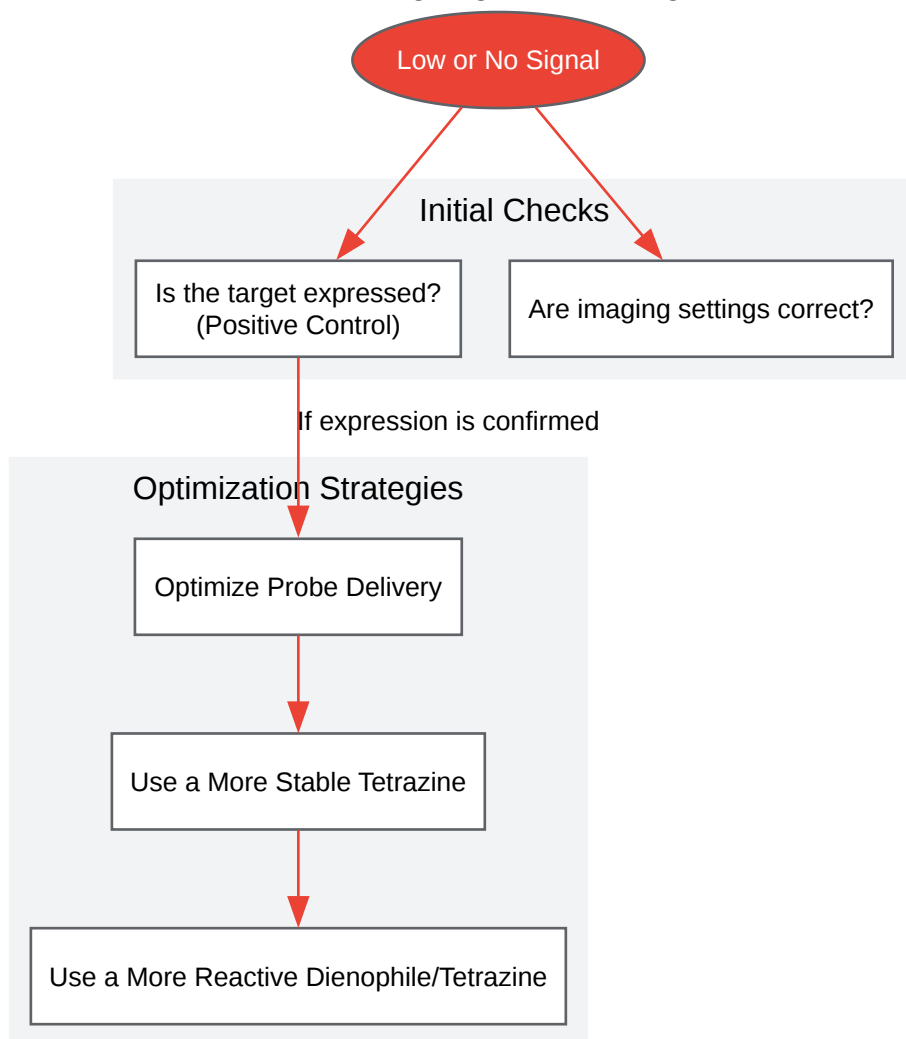 Low or No Signal
Initial Checks
Is the target expressed?
(Positive Control)
Are imaging settings correct?
If expression is confirmed
Optimization Strategies
Optimize Probe Delivery
Use a More Stable Tetrazine
Use a More Reactive Dienophile/Tetrazine